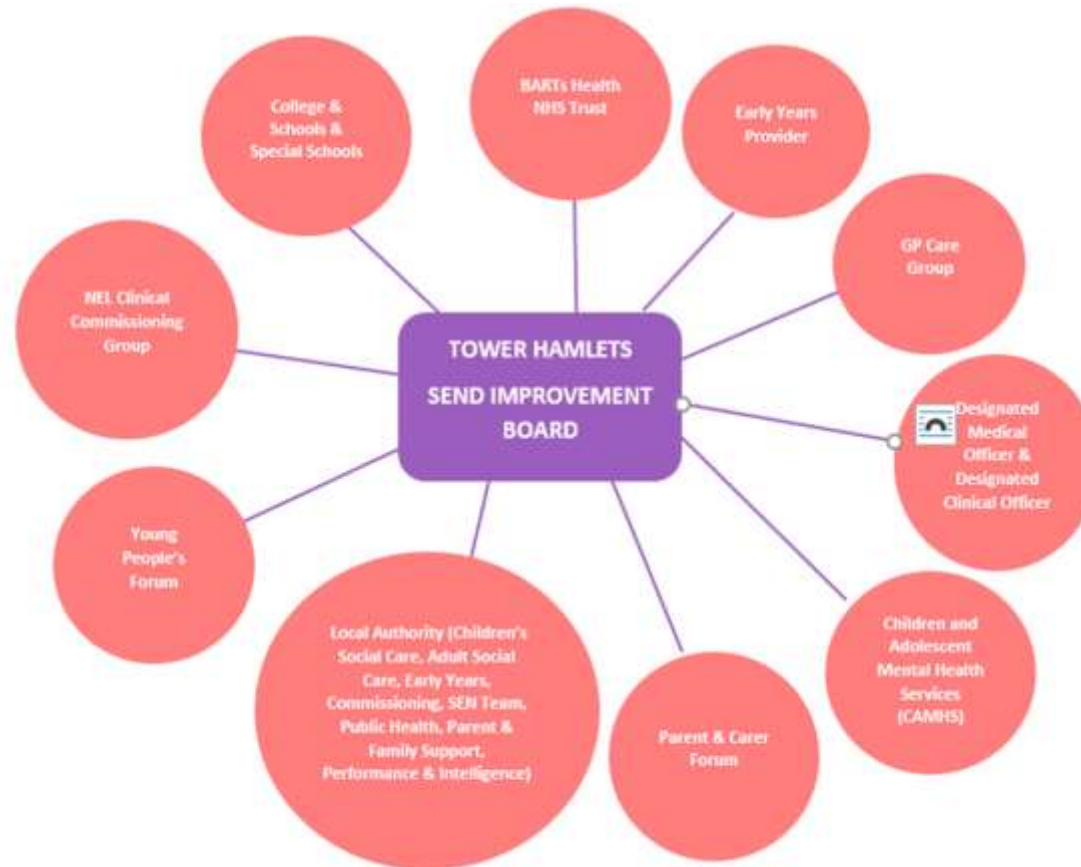 TOWER HAMLETS
SEND IMPROVEMENT
BOARD
BARTs Health
NHS Trust
Early Years
Provider
GP Care
Group
Designated
Medical
Officer &
Designated
Clinical Officer
Children and
Adolescent
Mental Health
Services
(CAMHS)
Parent & Carer
Forum
Local Authority (Children's
Social Care, Adult Social
Care, Early Years,
Commissioning, SEN Team,
Public Health, Parent &
Family Support,
Performance & Intelligence)
Young
People's
Forum
NEL Clinical
Commissioning
Group
College &
Schools &
Special Schools